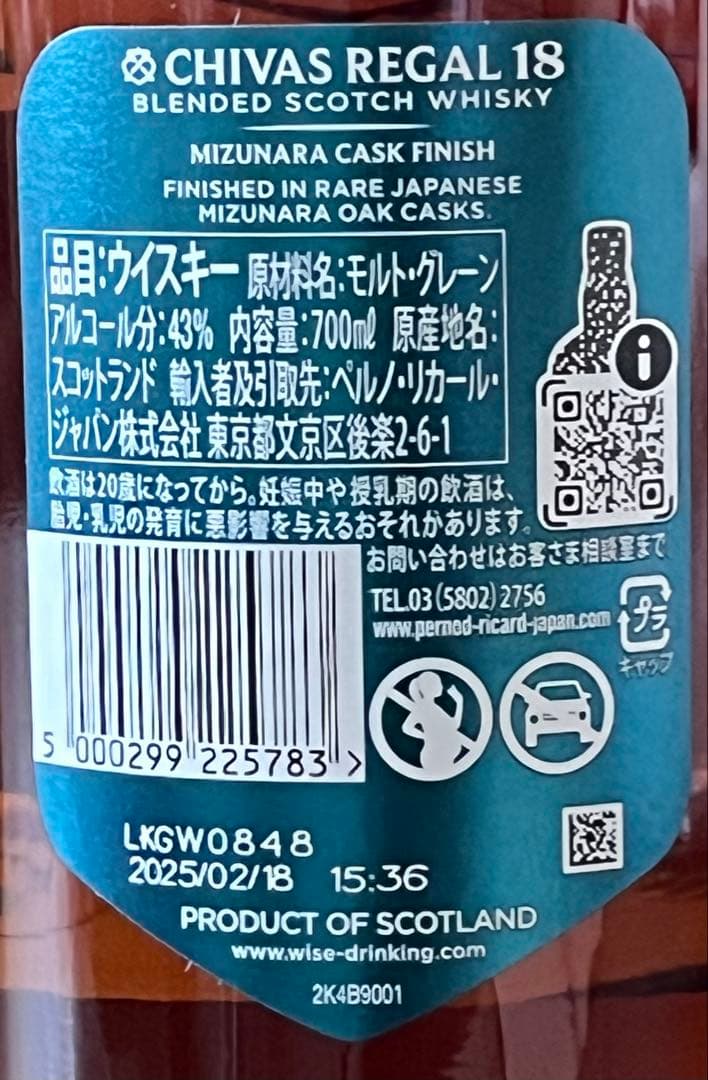 CHIVAS REGAL 18
BLENDED SCOTCH WHISKY
MIZUNARA CASK FINISH
FINISHED IN RARE JAPANESE
MIZUNARA OAK CASKS.
品目:ウイスキー 原材料名:モルト・グレーン
アルコール分:43% 内容量:700mℓ 原産地名:
スコットランド 輸入者及引取先:ペルノ・リカール・
ジャパン株式会社 東京都文京区後楽2-6-1
飲酒は20歳になってから。妊娠中や授乳期の飲酒は、
胎児・乳児の発育に悪影響を与えるおそれがあります。
お問い合わせはお客さま相談室まで
TEL.03(5802)2756
www.pernod-ricard-japan.com
プラ
キャップ
5 000299 225783 >
LKGW0848
2025/02/18 15:36
PRODUCT OF SCOTLAND
www.wise-drinking.com
2K4B9001